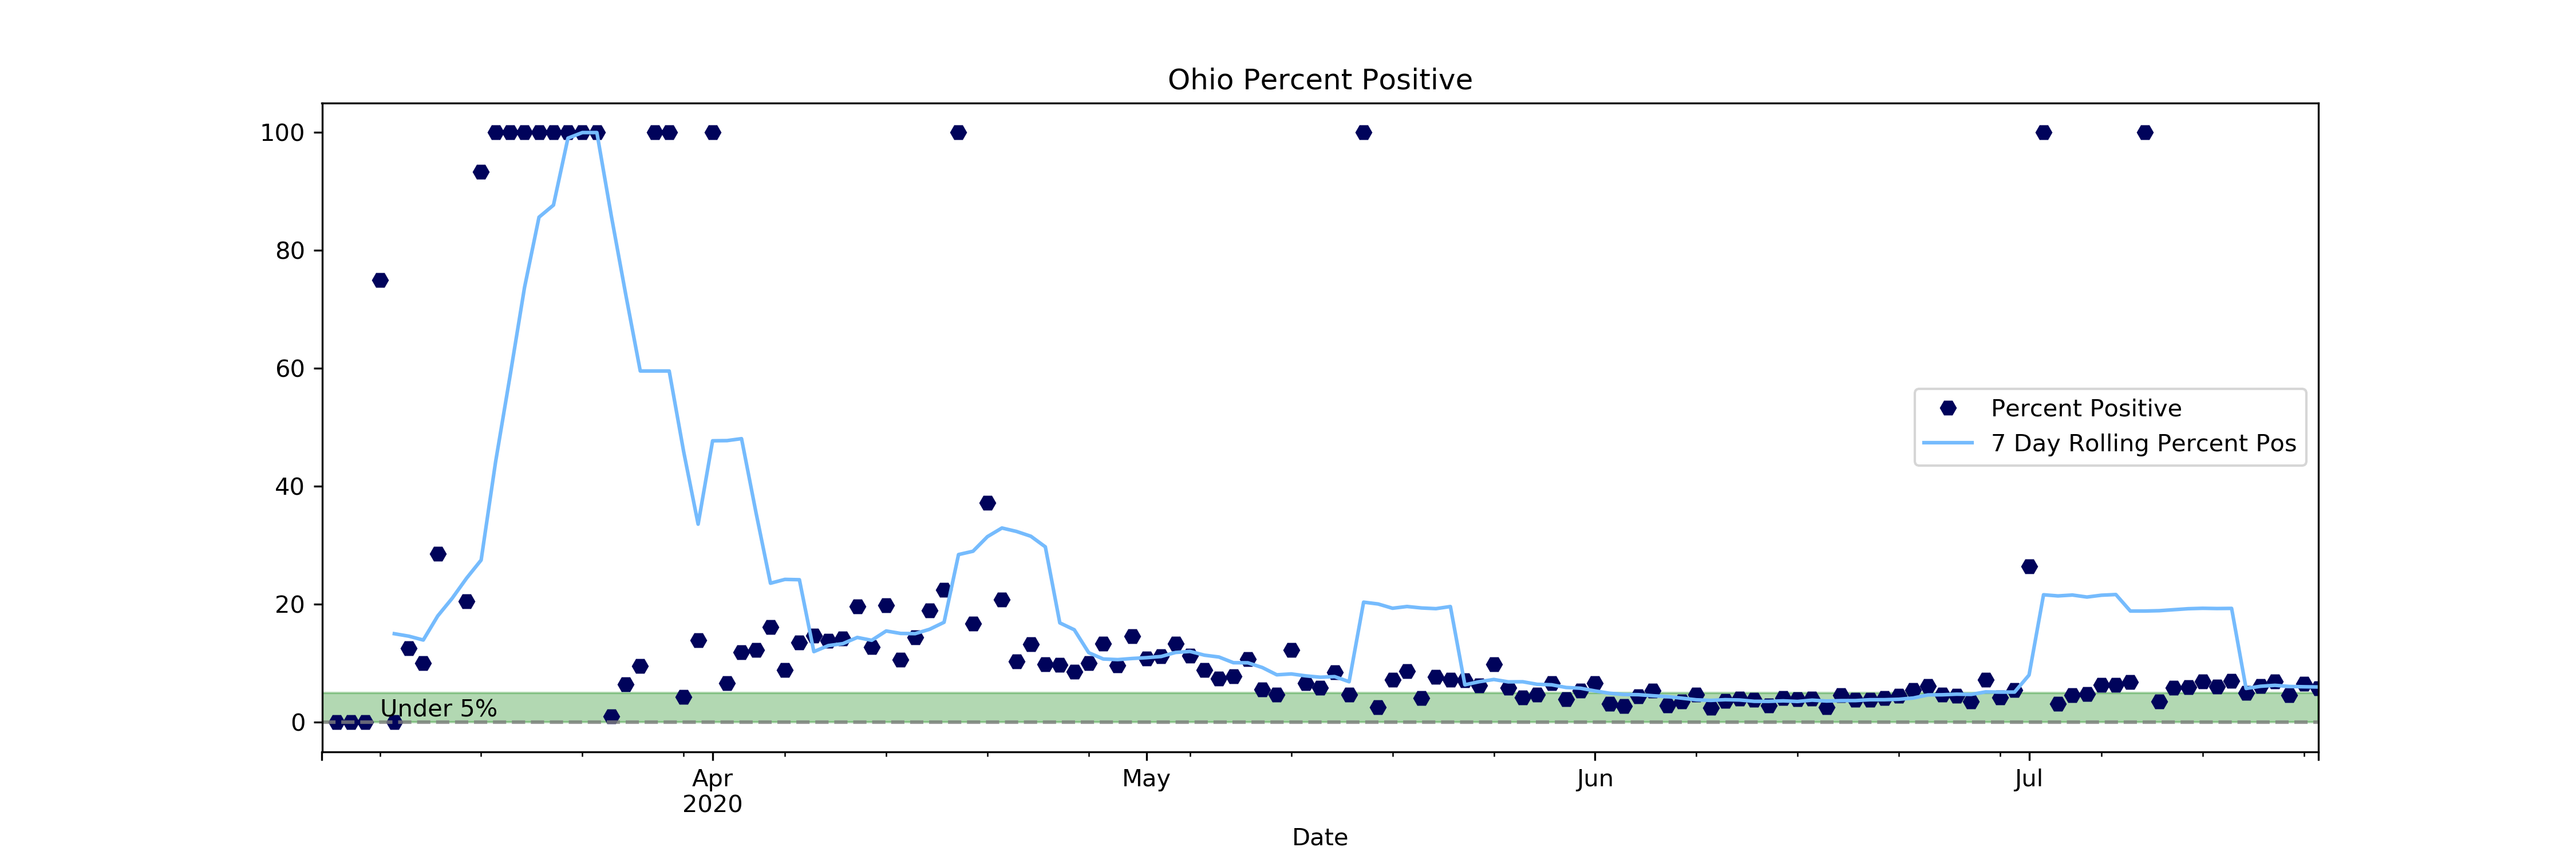 Ohio Percent Positive
100
80
60
40
20
0
Under 5%
Percent Positive
7 Day Rolling Percent Pos
Apr
2020
May
Jun
Jul
Date